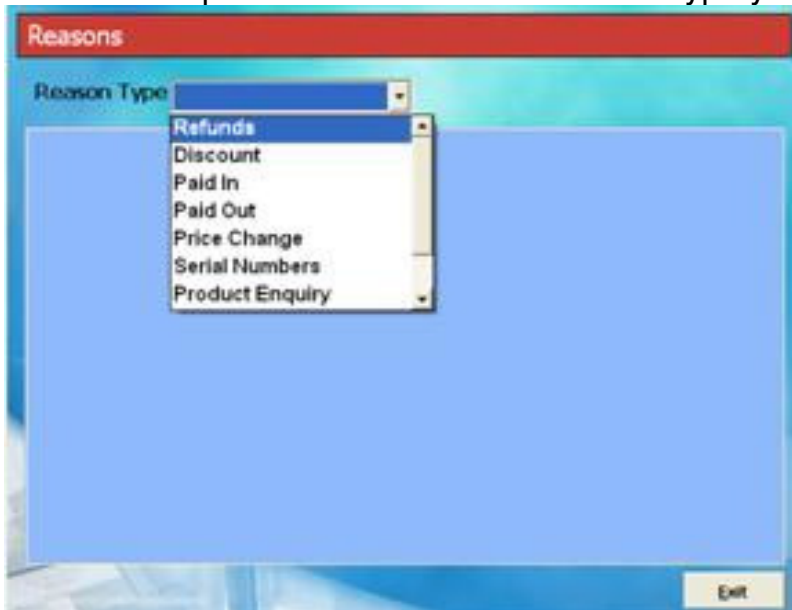 Reasons
Reason Type
Refunds
Discount
Paid In
Paid Out
Price Change
Serial Numbers
Product Enquiry
Exit